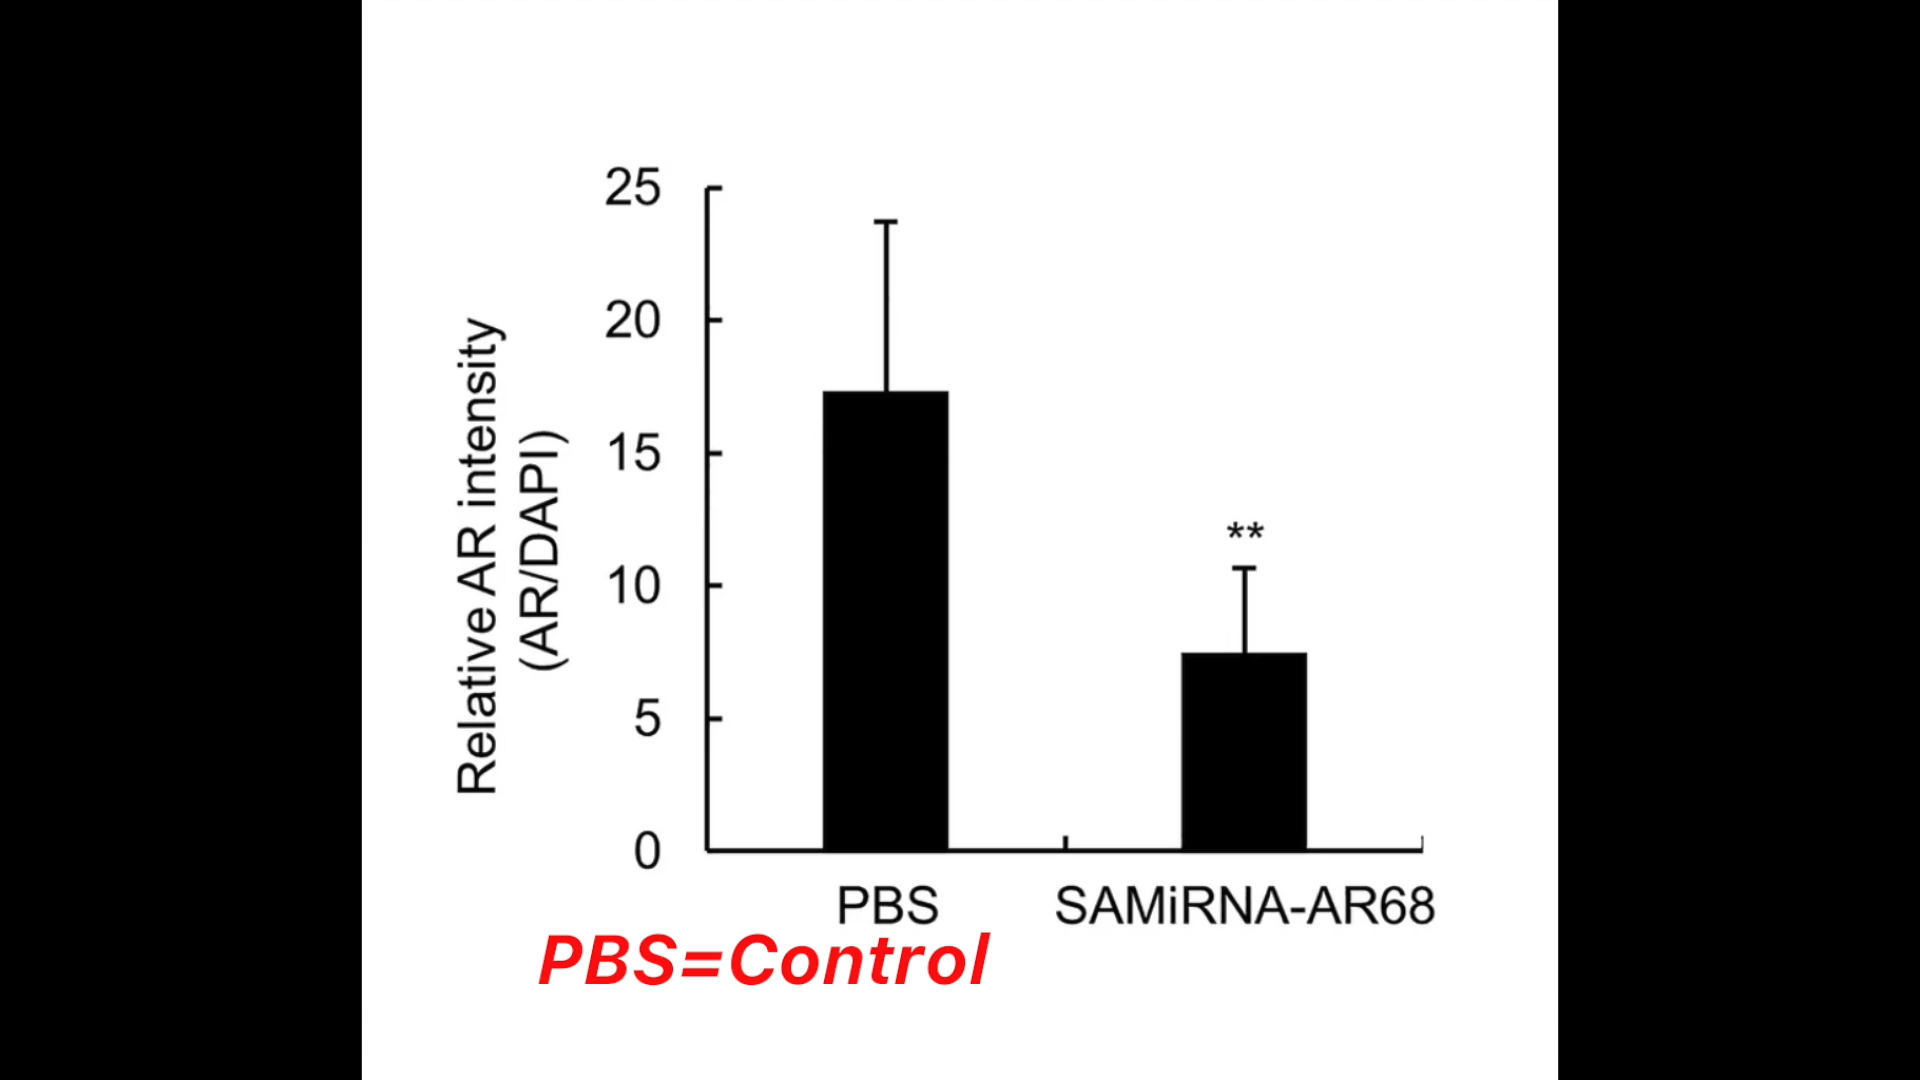 25
20
15
10
5
0
Relative AR intensity
(AR/DAPI)
**
PBS
SAMiRNA-AR68
PBS=Control